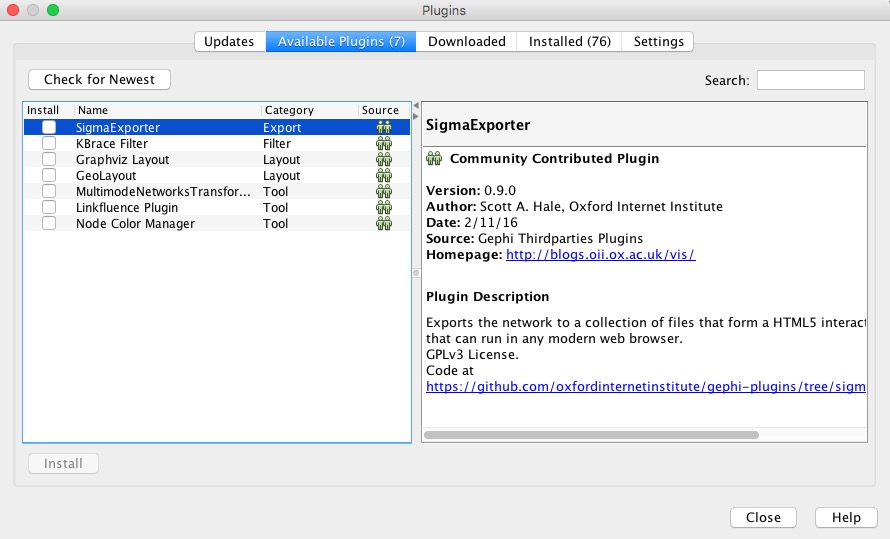 Plugins
Updates Available Plugins (7) Downloaded Installed (76) Settings
Check for Newest
Search:
Install Name Category Source
SigmaExporter Export
KBrace Filter Filter
Graphviz Layout Layout
GeoLayout Layout
MultimodeNetworksTransfor... Tool
Linkfluence Plugin Tool
Node Color Manager Tool
SigmaExporter
Community Contributed Plugin
Version: 0.9.0
Author: Scott A. Hale, Oxford Internet Institute
Date: 2/11/16
Source: Gephi Thirdparties Plugins
Homepage: http://blogs.oii.ox.ac.uk/vis/
Plugin Description
Exports the network to a collection of files that form a HTML5 interact
that can run in any modern web browser.
GPLv3 License.
Code at
https://github.com/oxfordinternetinstitute/gephi-plugins/tree/sigm
Install
Close Help